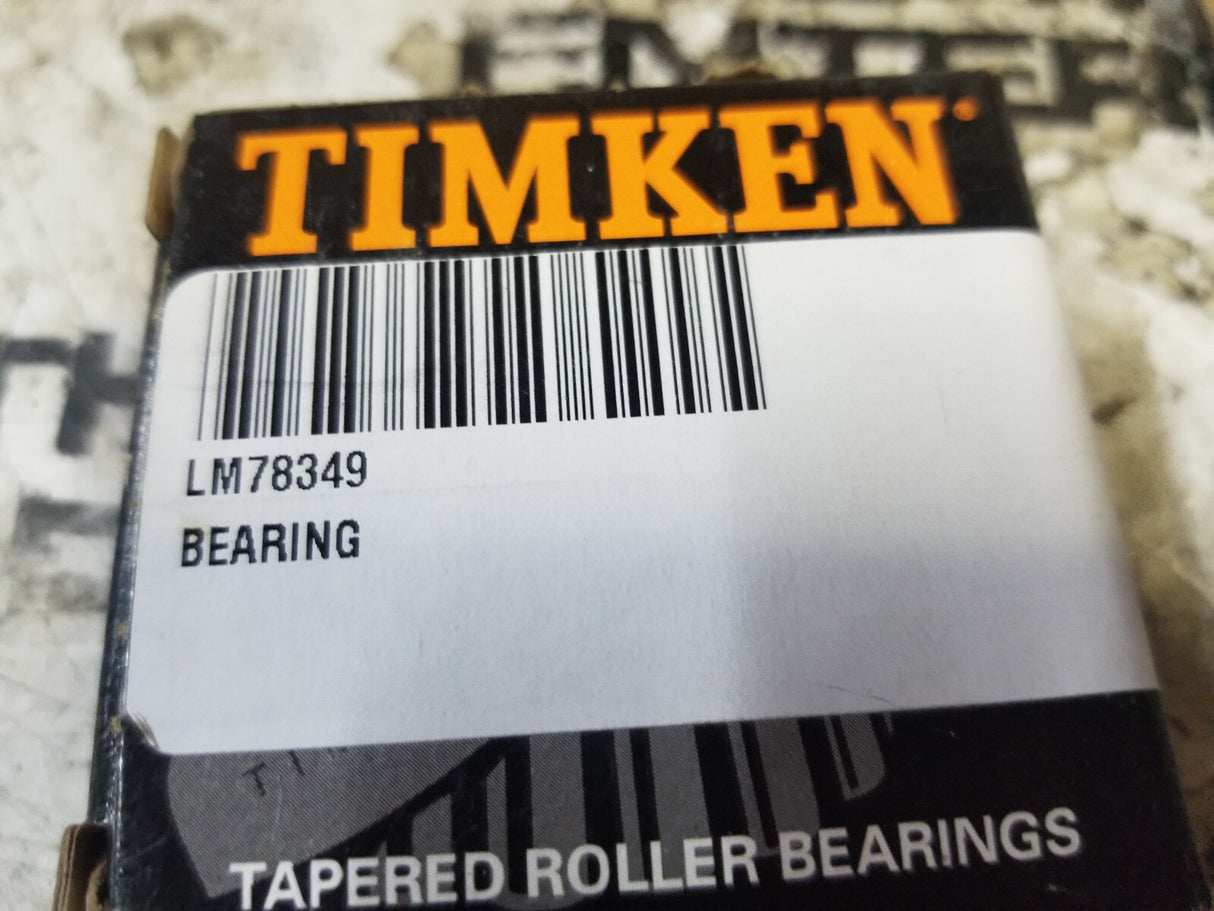 TIMKEN
LM78349
BEARING
TAPERED ROLLER BEARINGS